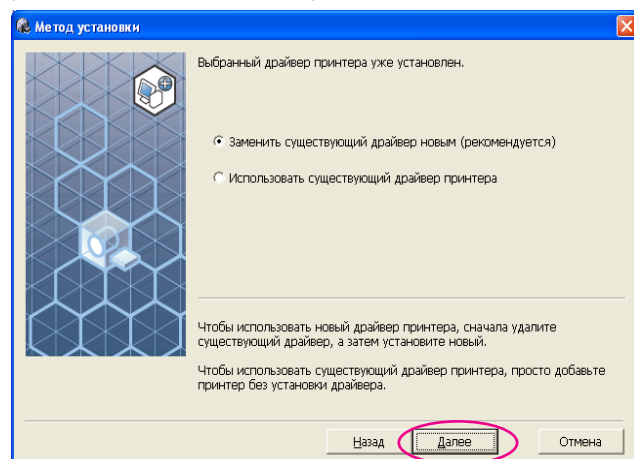 Метод установки
Выбранный драйвер принтера уже установлен.
Заменить существующий драйвер новым (рекомендуется)
Использовать существующий драйвер принтера
Чтобы использовать новый драйвер принтера, сначала удалите
существующий драйвер, а затем установите новый.
Чтобы использовать существующий драйвер принтера, просто добавьте
принтер без установки драйвера.
Назад Далее Отмена